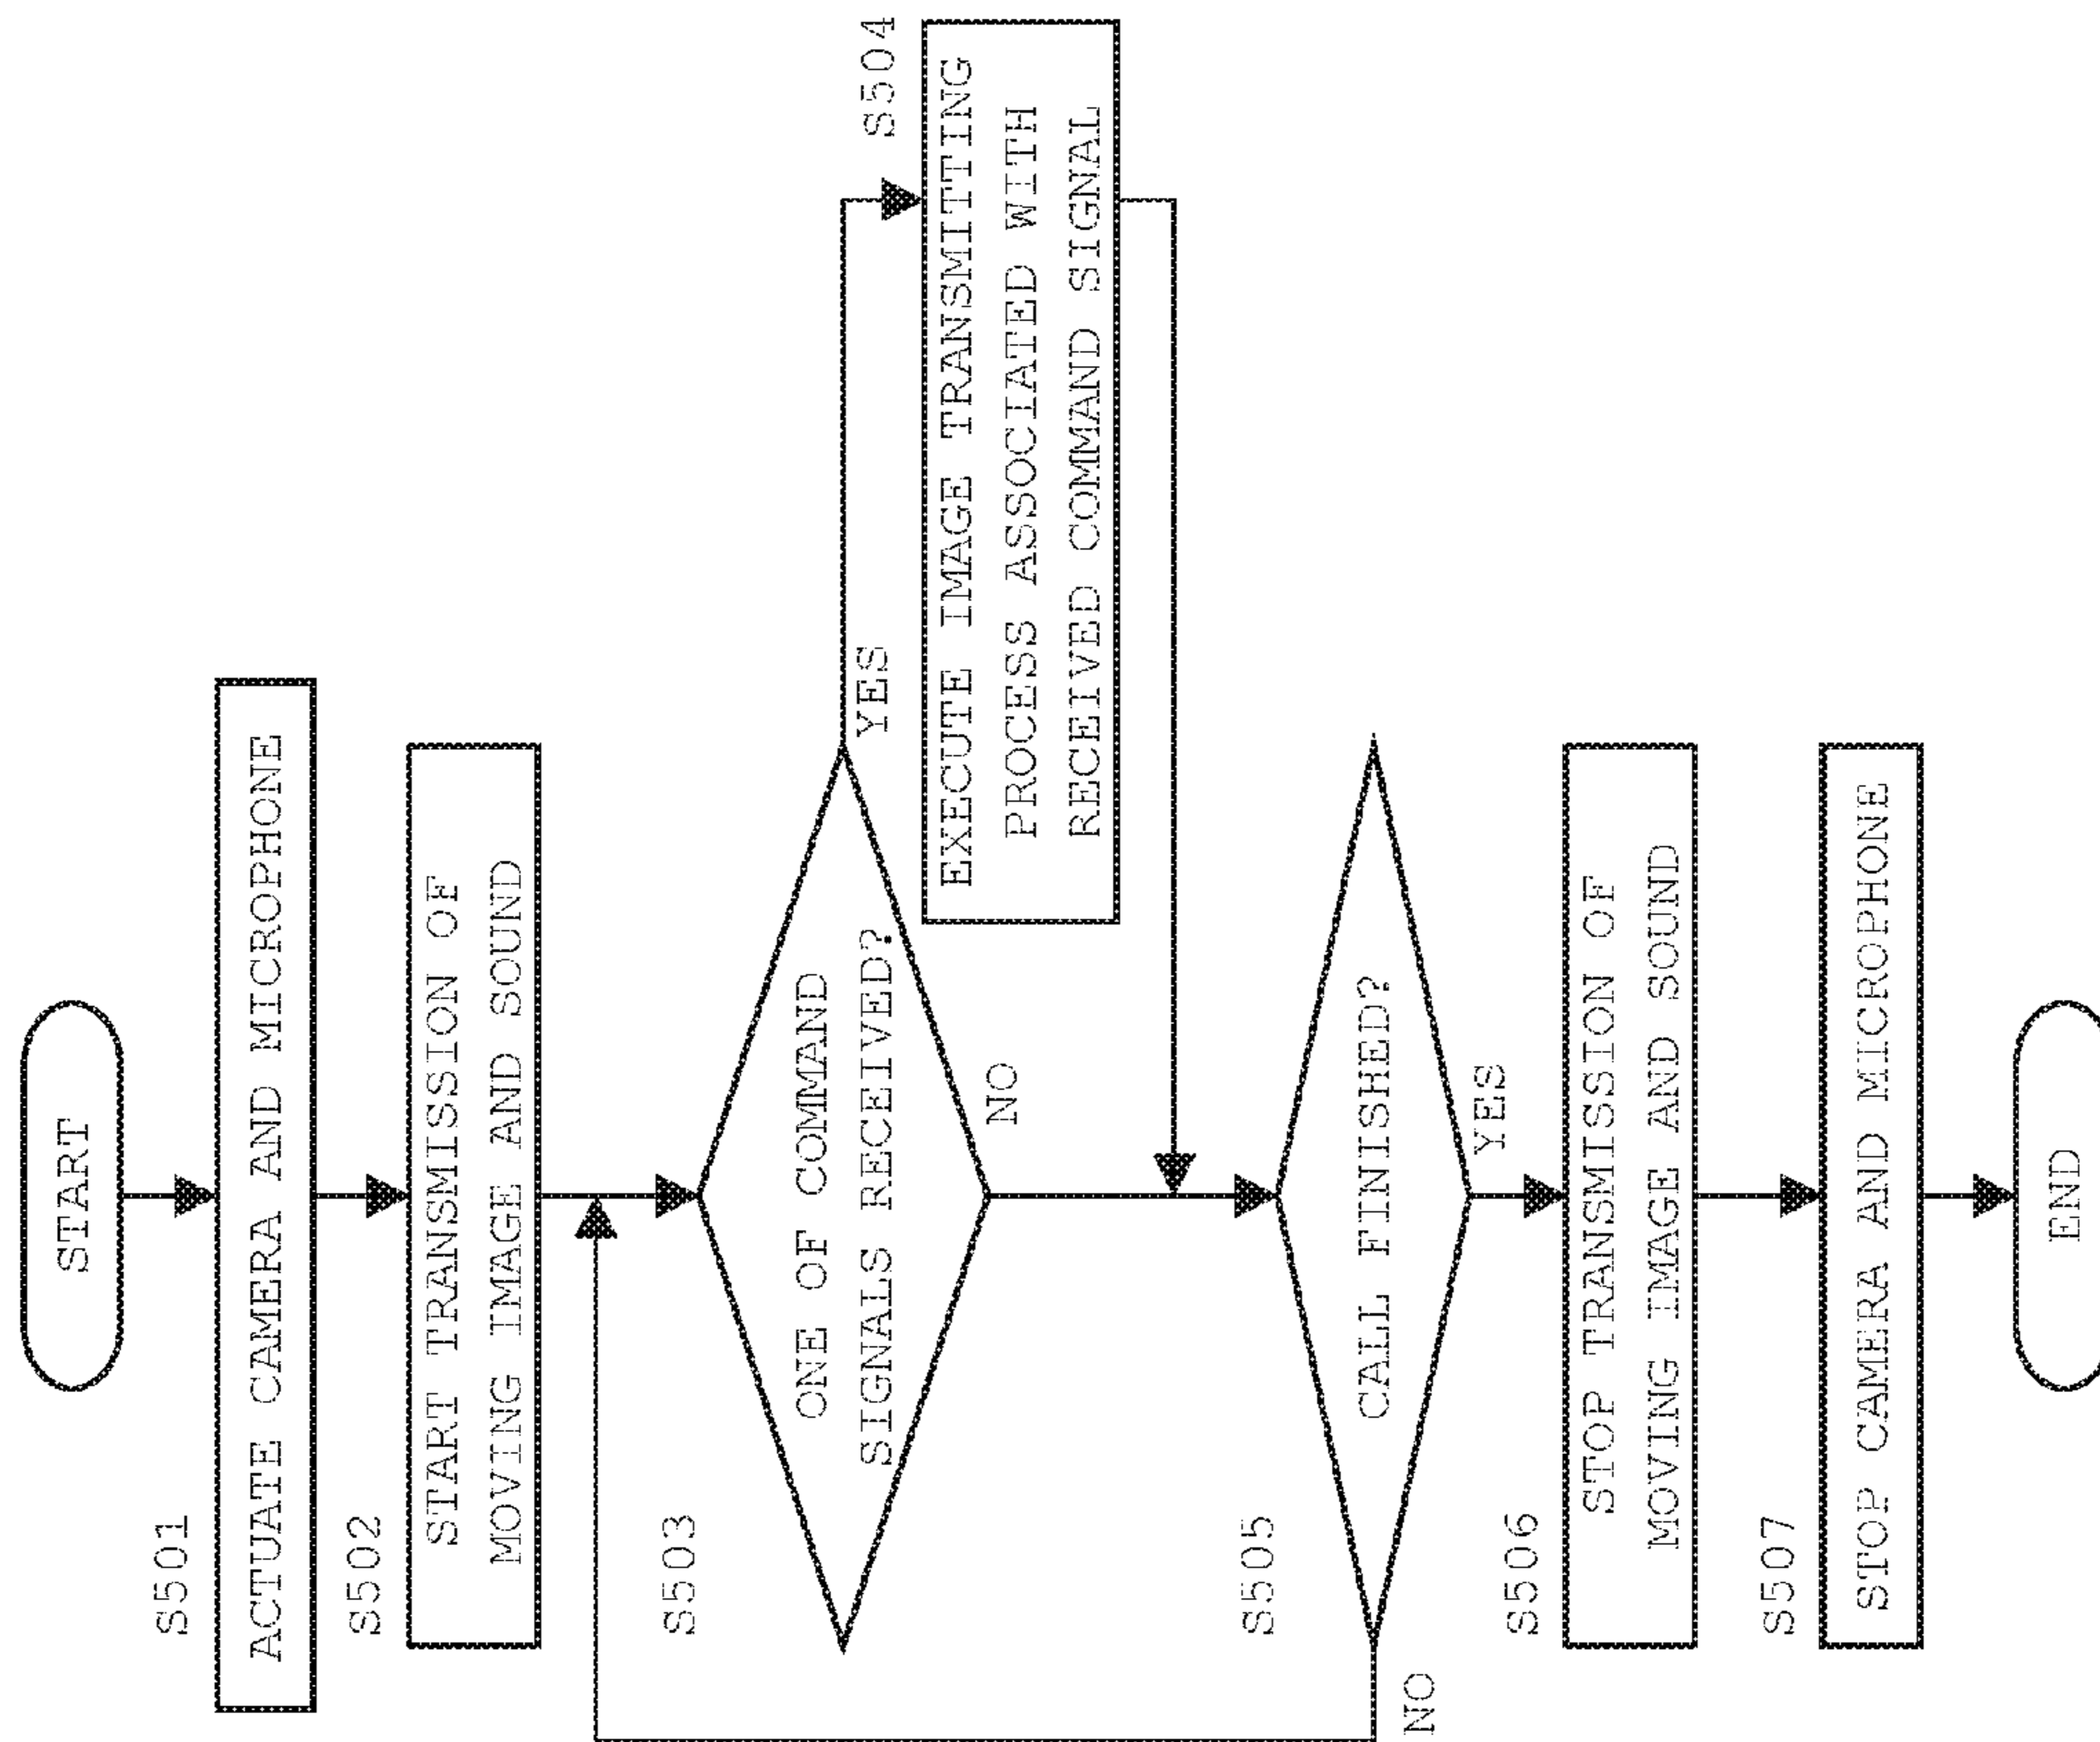 START
S501
ACTUATE CAMERA AND MICROPHONE
S502
START TRANSMISSION OF
MOVING IMAGE AND SOUND
S503
ONE OF COMMAND
SIGNALS RECEIVED?
YES
NO
S504
EXECUTE IMAGE TRANSMITTING
PROCESS ASSOCIATED WITH
RECEIVED COMMAND SIGNAL
S505
CALL FINISHED?
NO
YES
S506
STOP TRANSMISSION OF
MOVING IMAGE AND SOUND
S507
STOP CAMERA AND MICROPHONE
END